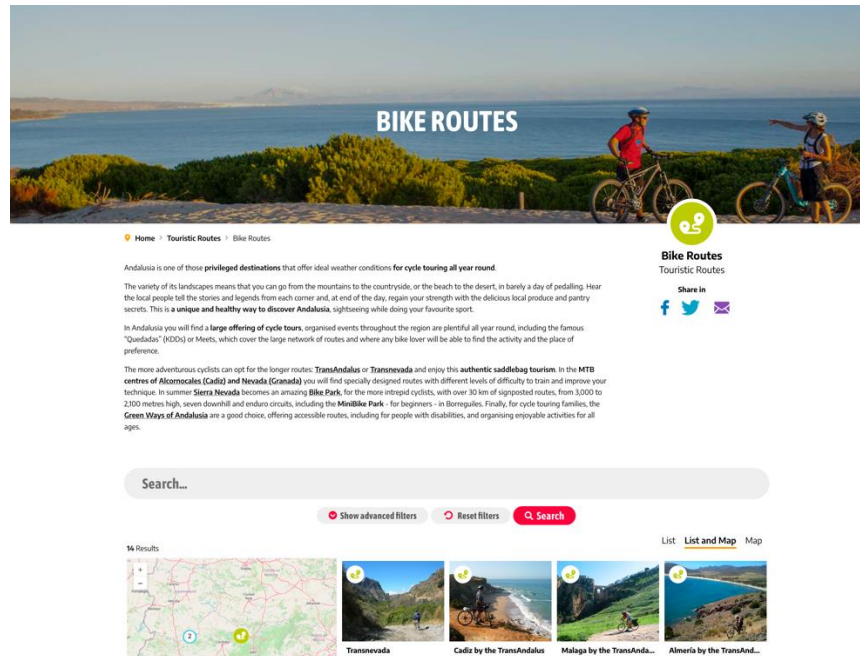 BIKE ROUTES
Home > Touristic Routes > Bike Routes
Bike Routes
Touristic Routes
Share in
Andalusia is one of those privileged destinations that offer ideal weather conditions for cycle touring all year round.
The variety of its landscapes means that you can go from the mountains to the countryside, or the beach to the desert, in barely a day of pedalling. Hear
the local people tell the stories and legends from each corner and, at end of the day, regain your strength with the delicious local produce and pantry
secrets. This is a unique and healthy way to discover Andalusia, sightseeing while doing your favourite sport.
In Andalusia you will find a large offering of cycle tours, organised events throughout the region are plentiful all year round, including the famous
"Quedadas" (KDDs) or Meets, which cover the large network of routes and where any bike lover will be able to find the activity and the place of
preference.
The more adventurous cyclists can opt for the longer routes: TransAndalus or Transnevada and enjoy this authentic saddlebag tourism. In the MTB
centres of Alcornocales (Cadiz) and Nevada (Granada) you will find specially designed routes with different levels of difficulty to train and improve your
technique. In summer Sierra Nevada becomes an amazing Bike Park, for the more intrepid cyclists, with over 30 km of signposted routes, from 3,000 to
2,100 metres high, seven downhill and enduro circuits, including the MiniBike Park - for beginners - in Borreguiles. Finally, for cycle touring families, the
Green Ways of Andalusia are a good choice, offering accessible routes, including for people with disabilities, and organising enjoyable activities for all
ages.
Search...
Show advanced filters
Reset filters
Search
List
List and Map
Map
14 Results
+
-
2
Transnevada
Cadiz by the TransAndalus
Malaga by the TransAnda...
Almería by the TransAnd...